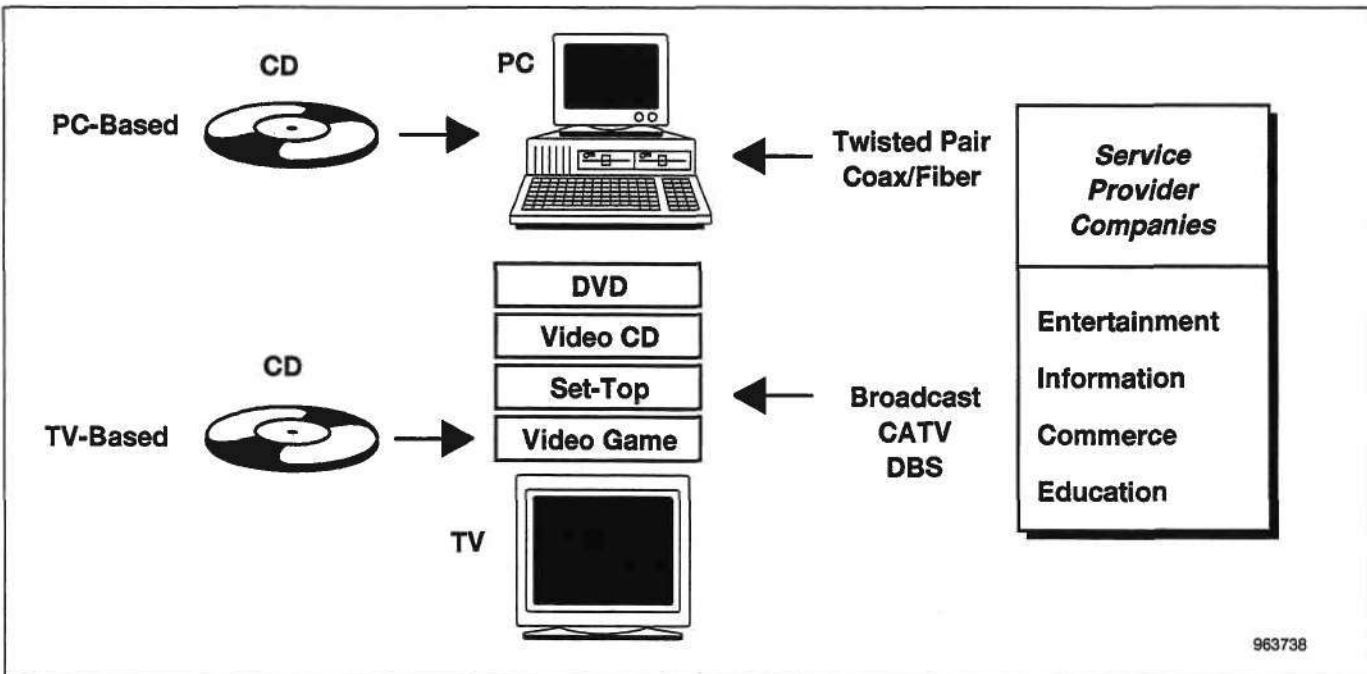 CD
PC
PC-Based
Twisted Pair
Coax/Fiber
Service
Provider
Companies
DVD
Video CD
Set-Top
Video Game
CD
TV-Based
Broadcast
CATV
DBS
Entertainment
Information
Commerce
Education
TV
963738